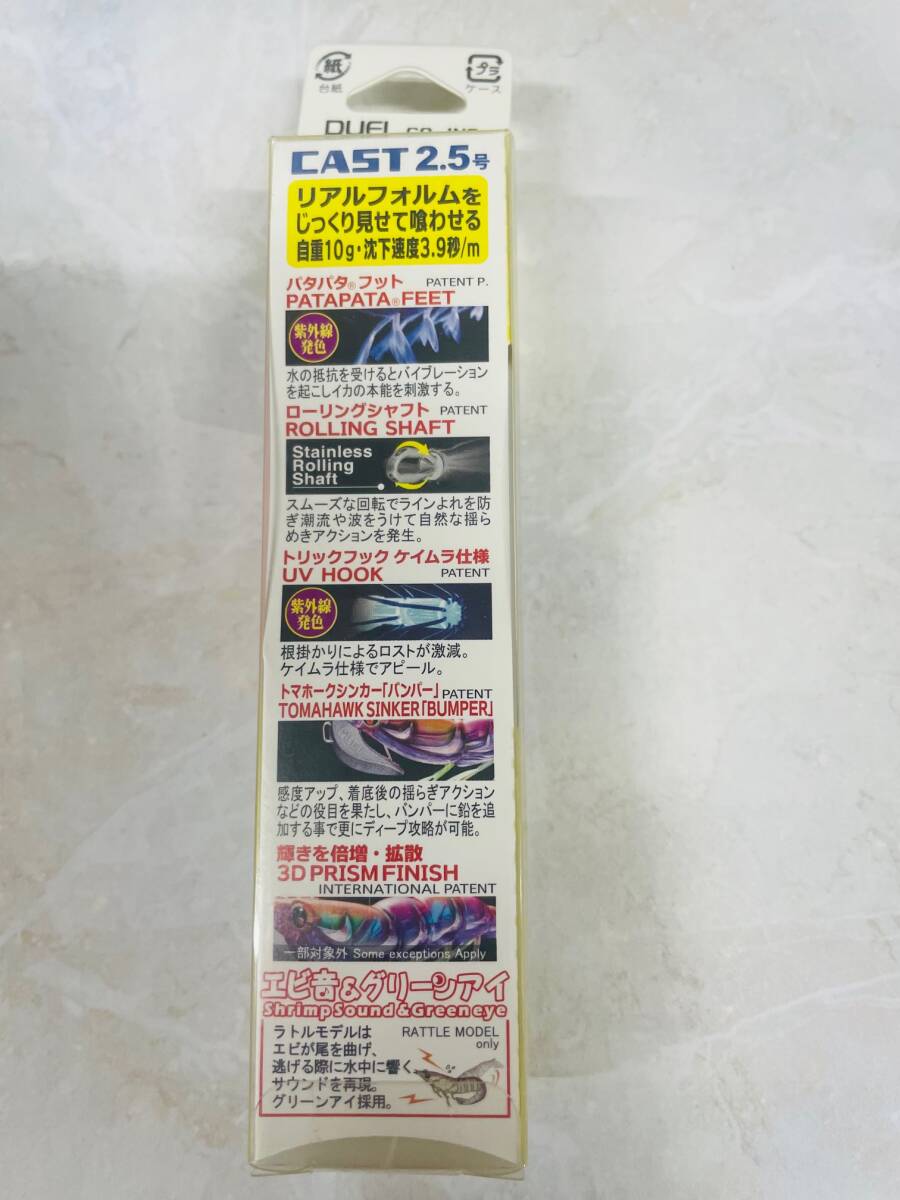 紙
台紙
プラ
ケース
DUEL CO., INC.
CAST 2.5号
リアルフォルムを
じっくり見せて喰わせる
自重10g・沈下速度3.9秒/m
パタパタ®フット PATENT P.
PATAPATA®FEET
紫外線
発色
水の抵抗を受けるとバイブレーション
を起こしイカの本能を刺激する。
ローリングシャフト PATENT
ROLLING SHAFT
Stainless
Rolling
Shaft
スムーズな回転でラインよれを防
ぎ潮流や波をうけて自然な揺ら
めきアクションを発生。
トリックフック ケイムラ仕様
UV HOOK PATENT
紫外線
発色
根掛かりによるロストが激減。
ケイムラ仕様でアピール。
トマホークシンカー「バンパー」 PATENT
TOMAHAWK SINKER「BUMPER」
感度アップ、着底後の揺らぎアクション
などの役目を果たし、バンパーに鉛を追
加する事で更にディープ攻略が可能。
輝きを倍増・拡散
3D PRISM FINISH
INTERNATIONAL PATENT
一部対象外 Some exceptions Apply
エビ音&グリーンアイ
Shrimp Sound & Green eye
ラトルモデルは RATTLE MODEL
エビが尾を曲げ、 only
逃げる際に水中に響く
サウンドを再現。
グリーンアイ採用。